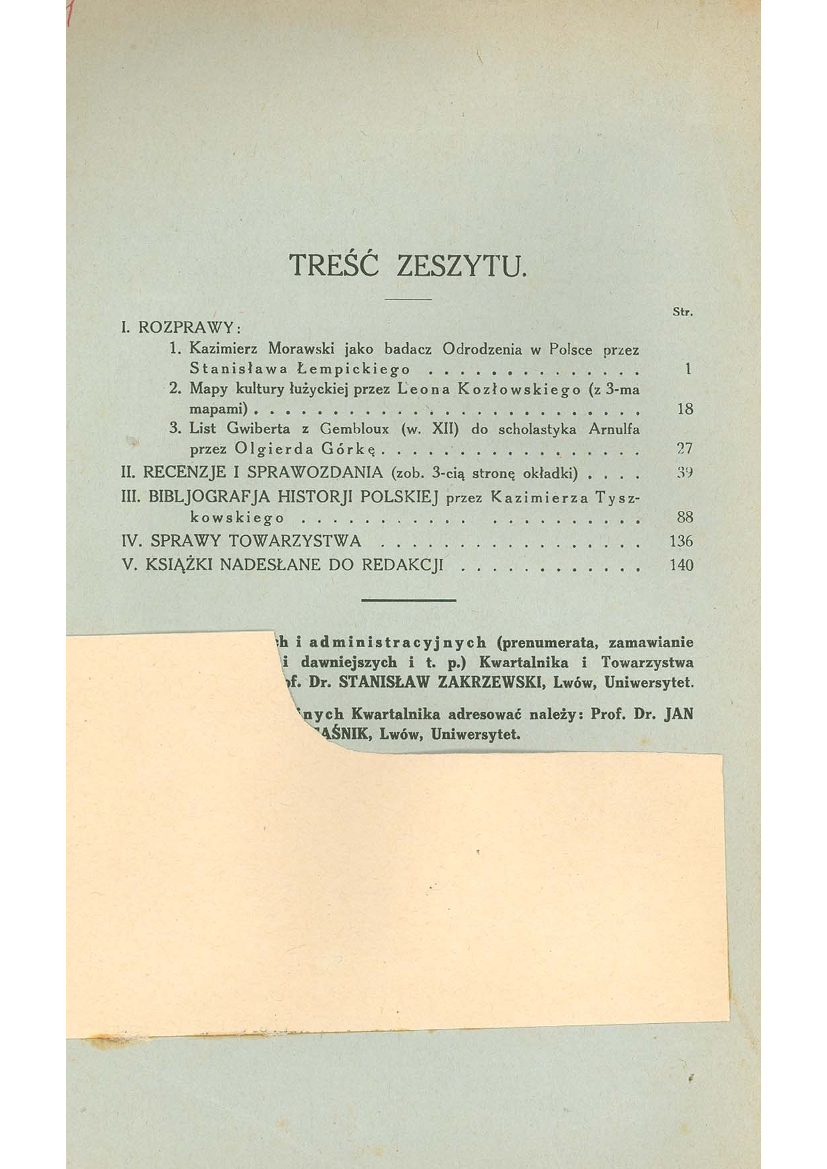 TREŚĆ ZESZYTU.
Str.
I. ROZPRAWY:
1. Kazimierz Morawski jako badacz Odrodzenia w Polsce przez
Stanisława Łempickiego . . . . . . . . . . . . . . 1
2. Mapy kultury łużyckiej przez Leona Kozłowskiego (z 3-ma
mapami) . . . . . . . . . . . . . . . . . . . . . . . . . 18
3. List Gwiberta z Gembloux (w. XII) do scholastyka Arnulfa
przez Olgierda Górkę . . . . . . . . . . . . . . . . . 27
II. RECENZJE I SPRAWOZDANIA (zob. 3-cią stronę okładki) . . . . 39
III. BIBLJOGRAFJA HISTORJI POLSKIEJ przez Kazimierza Tysz-
kowskiego . . . . . . . . . . . . . . . . . . . . 88
IV. SPRAWY TOWARZYSTWA . . . . . . . . . . . . . . . . . 136
V. KSIĄŻKI NADESŁANE DO REDAKCJI . . . . . . . . . . . . 140
i administracyjnych (prenumerata, zamawianie
i dawniejszych i t. p.) Kwartalnika i Towarzystwa
Dr. STANISŁAW ZAKRZEWSKI, Lwów, Uniwersytet.
Kwartalnika adresować należy: Prof. Dr. JAN
Lwów, Uniwersytet.